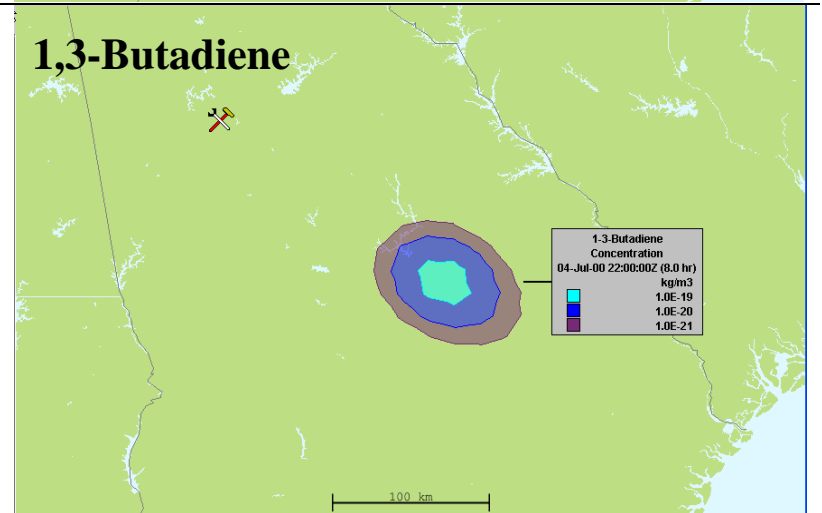 1,3-Butadiene
1-3-Butadiene
Concentration
04-Jul-00 22:00:00Z (8.0 hr)
kg/m3
1.0E-19
1.0E-20
1.0E-21
100 km